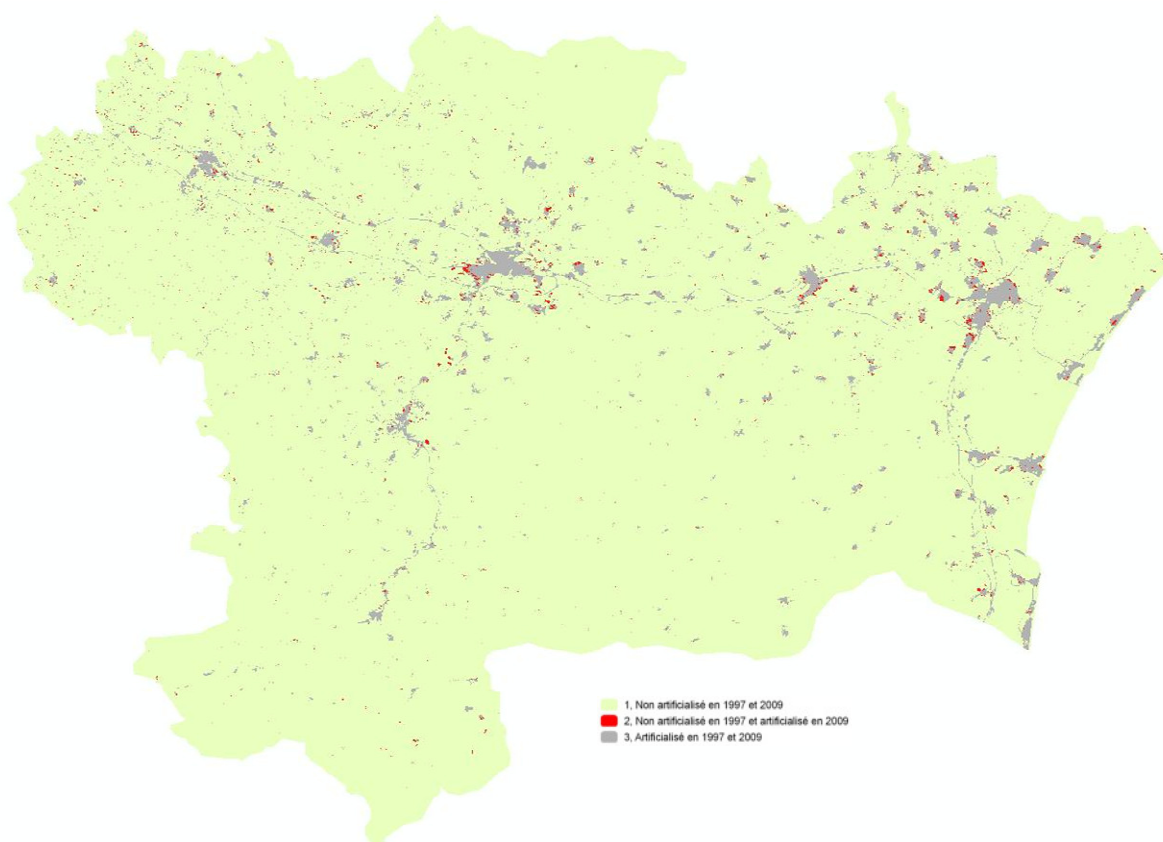 1, Non artificialisé en 1997 et 2009
2, Non artificialisé en 1997 et artificialisé en 2009
3, Artificialisé en 1997 et 2009